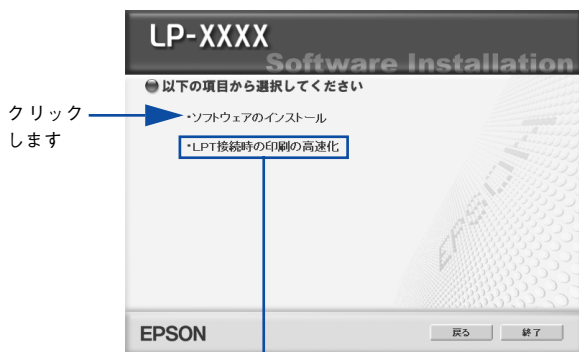 LP-XXXX
Software Installation
以下の項目から選択してください
クリック
します
・ソフトウェアのインストール
・LPT接続時の印刷の高速化
EPSON
EPSON
戻る
終了